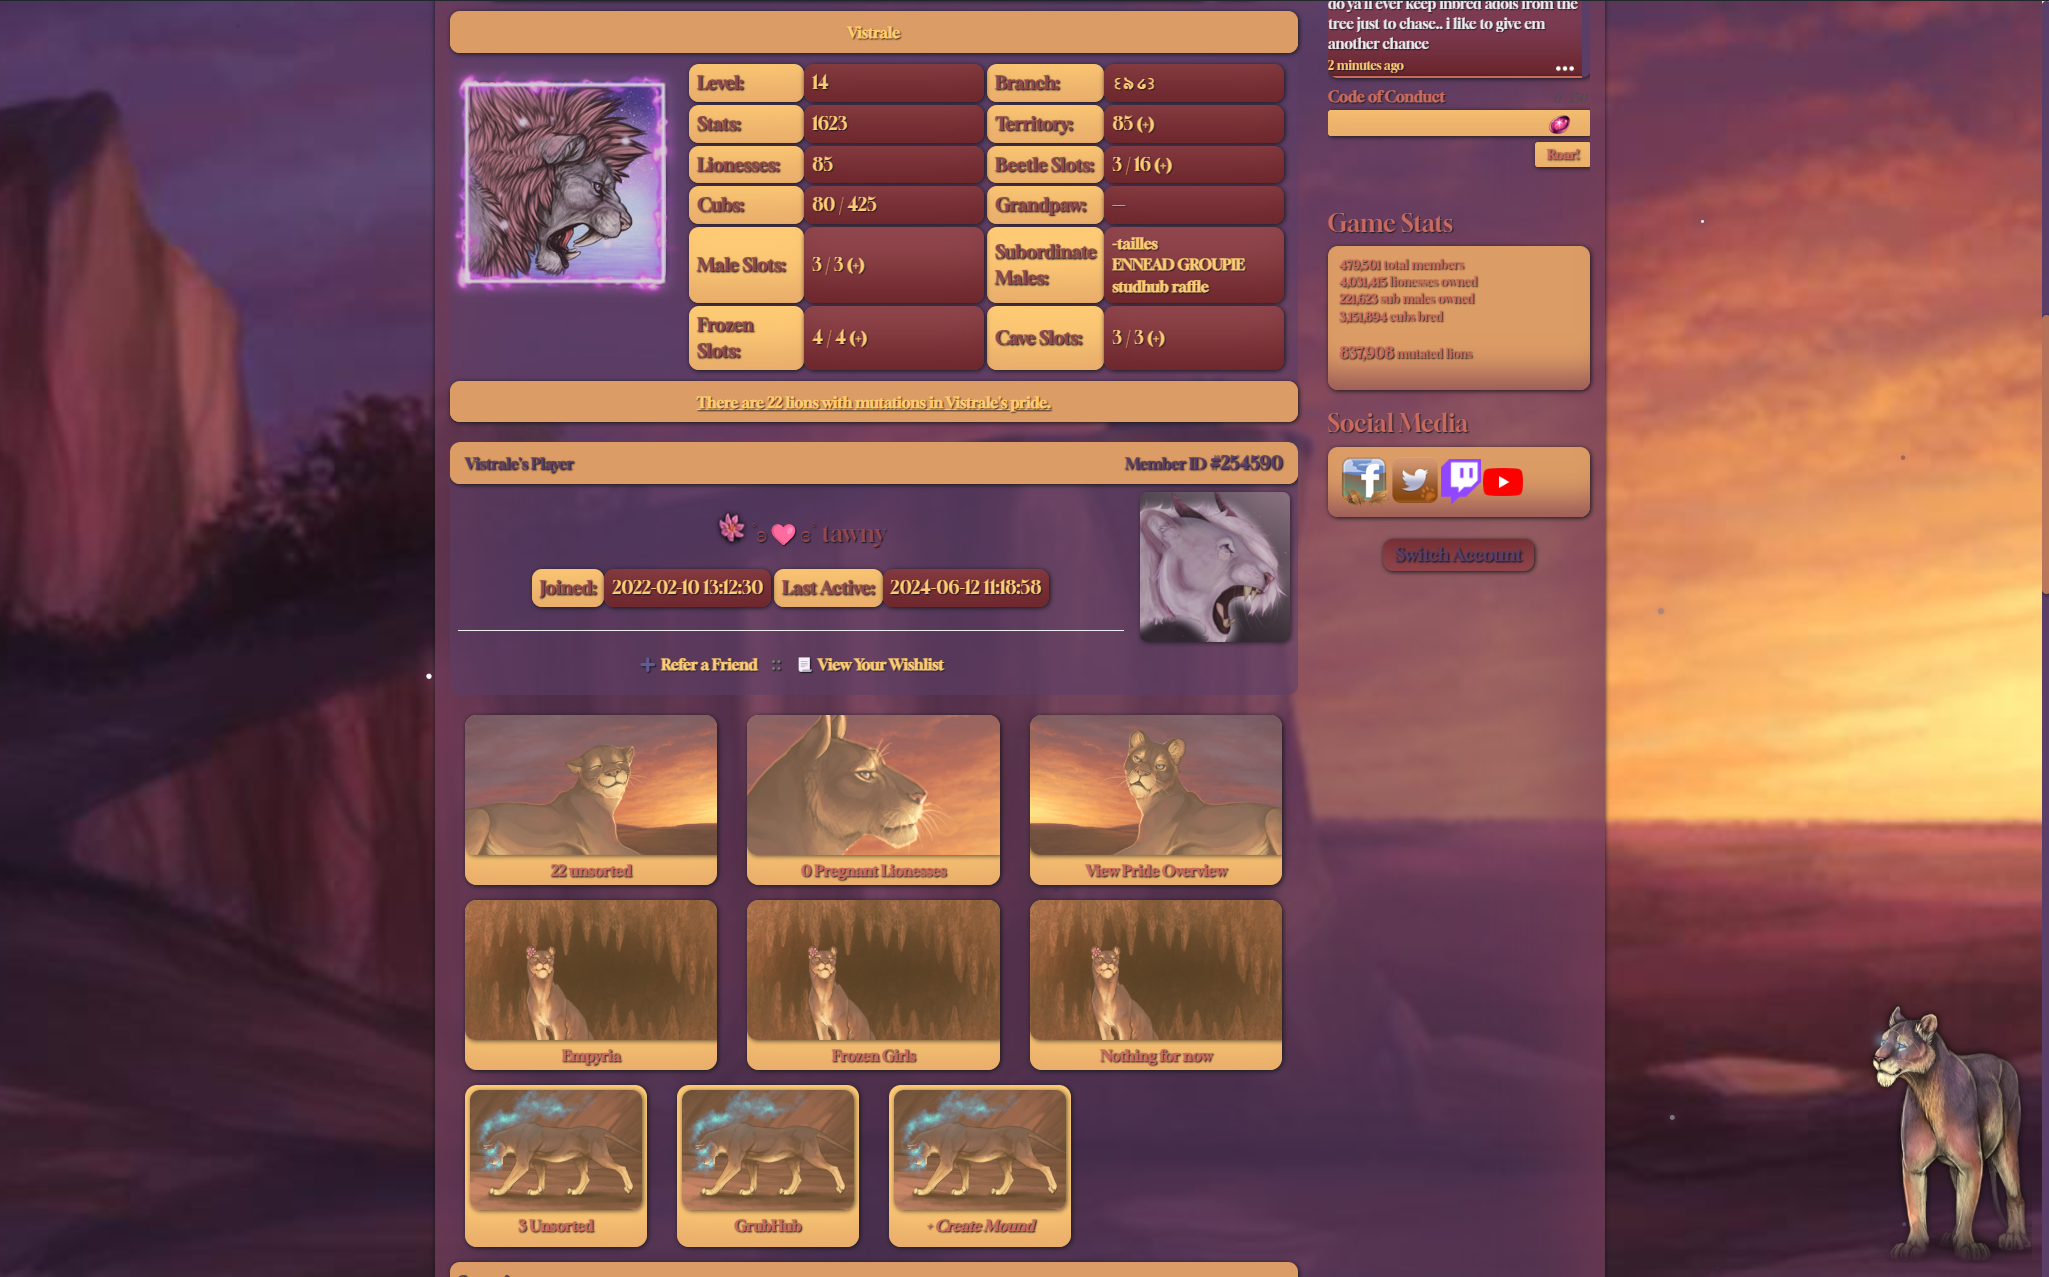 Vistrale
Level: 14 Branch: ६९८३
Stats: 1623 Territory: 85 (+)
Lionesses: 85 Beetle Slots: 3 / 16 (+)
Cubs: 80 / 425 Grandpaw: —
Male Slots: 3 / 3 (+) Subordinate Males: -tailles
ENNEAD GROUPIE
studhub raffle
Frozen Slots: 4 / 4 (+) Cave Slots: 3 / 3 (+)
There are 22 lions with mutations in Vistrale's pride.
Vistrale's Player Member ID #254590
tawny
Joined: 2022-02-10 13:12:30 Last Active: 2024-06-12 11:18:58
Refer a Friend :: View Your Wishlist
22 unsorted
0 Pregnant Lionesses
View Pride Overview
Empyria
Frozen Girls
Nothing for now
3 Unsorted
GrubHub
+ Create Mound
do ya'll ever keep inbred adols from the
tree just to chase.. i like to give em
another chance
2 minutes ago
Code of Conduct
Roar!
Game Stats
479,501 total members
4,031,415 lionesses owned
221,623 sub males owned
3,151,894 cubs bred
837,908 mutated lions
Social Media
Switch Account